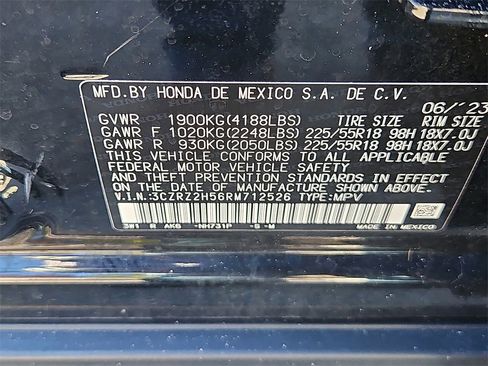 MFD.BY HONDA DE MEXICO S.A. DE C.V.
06/'23
GVWR 1900KG(4188LBS) TIRE SIZE RIM SIZE
GAWR F 1020KG(2248LBS) 225/55R18 98H 18X7.0J
GAWR R 930KG(2050LBS) 225/55R18 98H 18X7.0J
THIS VEHICLE CONFORMS TO ALL APPLICABLE
FEDERAL MOTOR VEHICLE SAFETY AND
THEFT PREVENTION STANDARDS IN EFFECT ON
THE DATE OF MANUFACTURE SHOWN ABOVE.
V.I.N.:3CZRZ2H56RM712526 TYPE:MPV
3W1 R AK6 NH731P -S -M
MADE IN MEXICO